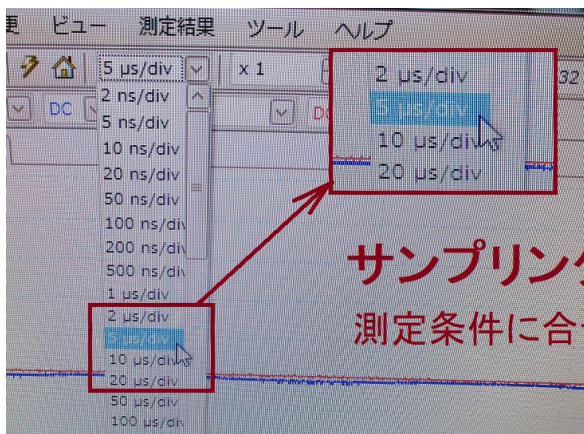 更 ビュー 測定結果 ツール ヘルプ
5 µs/div x 1 32
DC
2 ns/div
5 ns/div
10 ns/div
20 ns/div
50 ns/div
100 ns/div
200 ns/div
500 ns/div
1 µs/div
2 µs/div
5 µs/div
10 µs/div
20 µs/div
50 µs/div
100 µs/div
2 µs/div
5 µs/div
10 µs/div
20 µs/div
サンプリング
測定条件に合